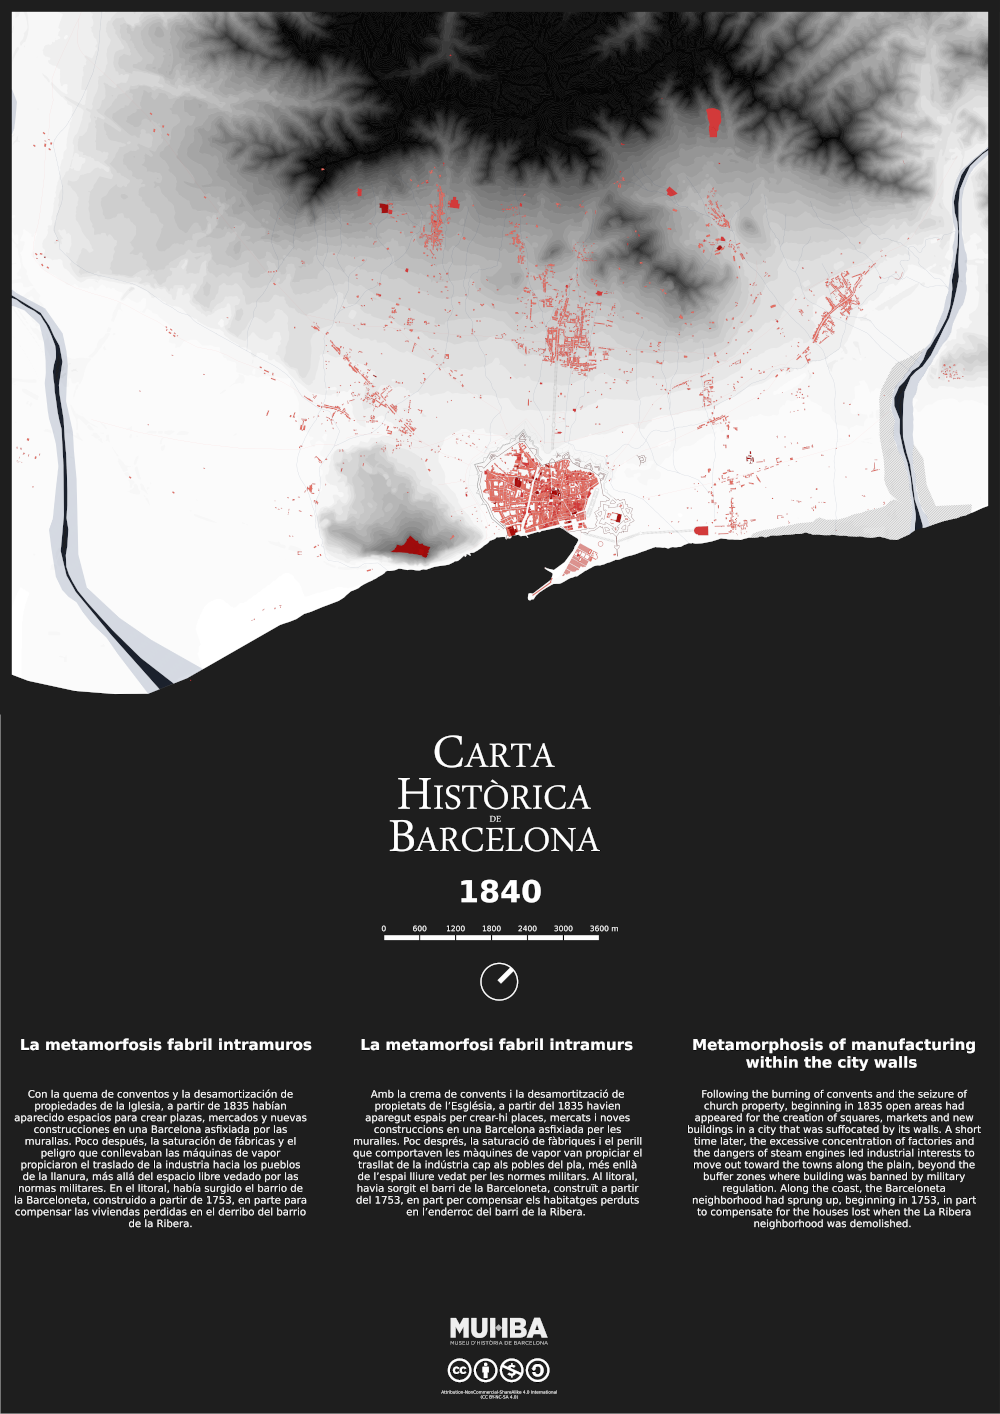 CARTA
HISTÒRICA
DE
BARCELONA
1840
0 600 1200 1800 2400 3000 3600 m
La metamorfosis fabril intramuros
Con la quema de conventos y la desamortización de
propiedades de la Iglesia, a partir de 1835 habían
aparecido espacios para crear plazas, mercados y nuevas
construcciones en una Barcelona asfixiada por las
murallas. Poco después, la saturación de fábricas y el
peligro que conllevaban las máquinas de vapor
propiciaron el traslado de la industria hacia los pueblos
de la llanura, más allá del espacio libre vedado por las
normas militares. En el litoral, había surgido el barrio de
la Barceloneta, construido a partir de 1753, en parte para
compensar las viviendas perdidas en el derribo del barrio
de la Ribera.
La metamorfosi fabril intramurs
Amb la crema de convents i la desamortització de
propietats de l’Església, a partir del 1835 havien
aparegut espais per crear-hi places, mercats i noves
construccions en una Barcelona asfixiada per les
muralles. Poc després, la saturació de fàbriques i el perill
que comportaven les màquines de vapor van propiciar el
trasllat de la indústria cap als pobles del pla, més enllà
de l’espai lliure vedat per les normes militars. Al litoral,
havia sorgit el barri de la Barceloneta, construït a partir
del 1753, en part per compensar els habitatges perduts
en l’enderroc del barri de la Ribera.
Metamorphosis of manufacturing
within the city walls
Following the burning of convents and the seizure of
church property, beginning in 1835 open areas had
appeared for the creation of squares, markets and new
buildings in a city that was suffocated by its walls. A short
time later, the excessive concentration of factories and
the dangers of steam engines led industrial interests to
move out toward the towns along the plain, beyond the
buffer zones where building was banned by military
regulation. Along the coast, the Barceloneta
neighborhood had sprung up, beginning in 1753, in part
to compensate for the houses lost when the La Ribera
neighborhood was demolished.
MUHBA
MUSEU D'HISTÒRIA DE BARCELONA
cc
Attribution-NonCommercial-ShareAlike 4.0 International
(CC BY-NC-SA 4.0)